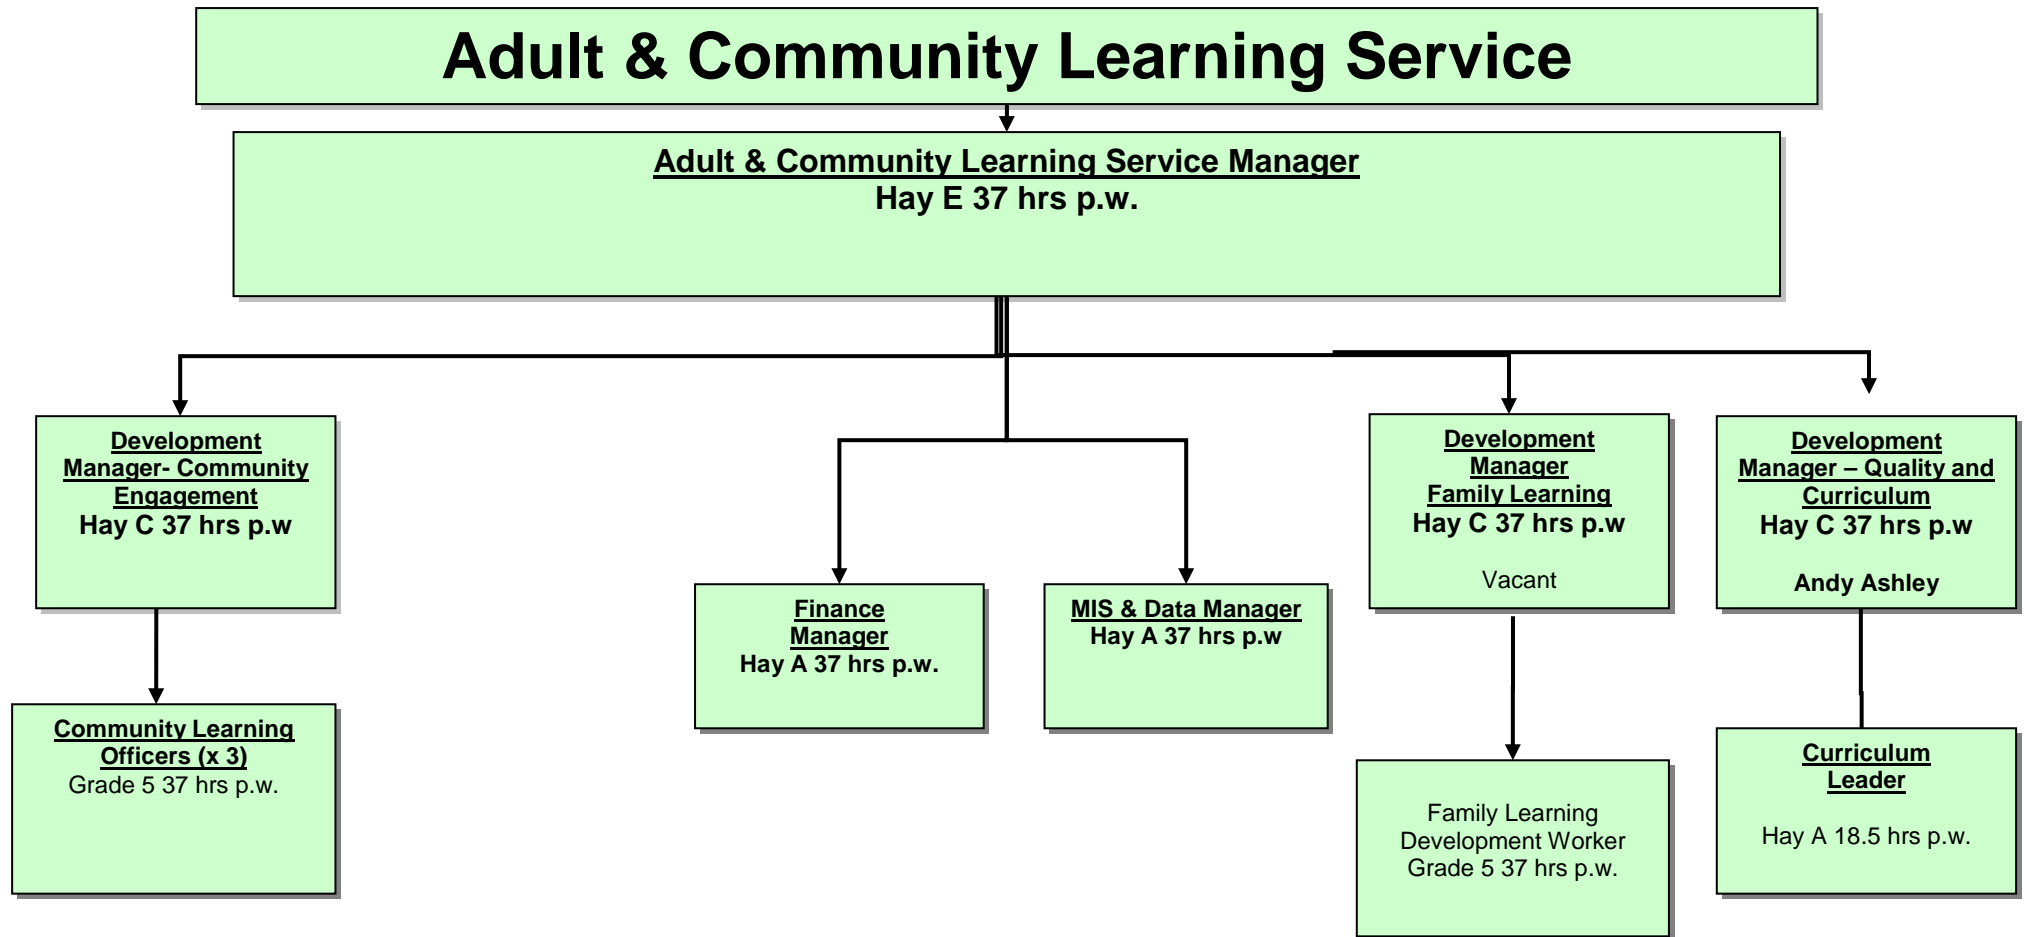 Adult & Community Learning Service
Adult & Community Learning Service Manager
Hay E 37 hrs p.w.
Development
Manager- Community
Engagement
Hay C 37 hrs p.w
Community Learning
Officers (x 3)
Grade 5 37 hrs p.w.
Finance
Manager
Hay A 37 hrs p.w.
MIS & Data Manager
Hay A 37 hrs p.w
Development
Manager
Family Learning
Hay C 37 hrs p.w
Vacant
Family Learning
Development Worker
Grade 5 37 hrs p.w.
Development
Manager – Quality and
Curriculum
Hay C 37 hrs p.w
Andy Ashley
Curriculum
Leader
Hay A 18.5 hrs p.w.